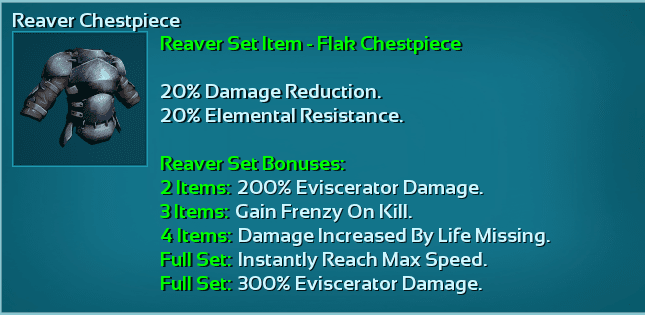 Reaver Chestpiece
Reaver Set Item - Flak Chestpiece
20% Damage Reduction.
20% Elemental Resistance.
Reaver Set Bonuses:
2 Items: 200% Eviscerator Damage.
3 Items: Gain Frenzy On Kill.
4 Items: Damage Increased By Life Missing.
Full Set: Instantly Reach Max Speed.
Full Set: 300% Eviscerator Damage.